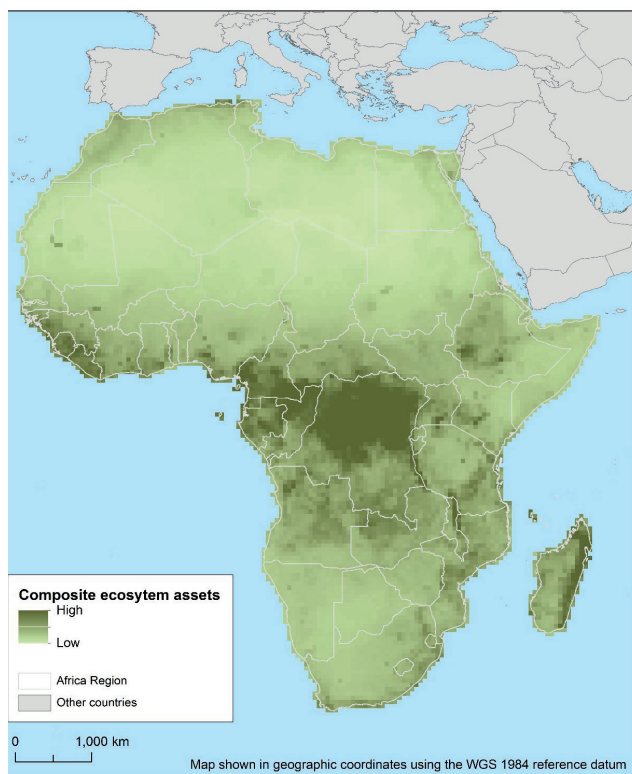 Composite ecosytem assets
High
Low
Africa Region
Other countries
0 1,000 km
Map shown in geographic coordinates using the WGS 1984 reference datum